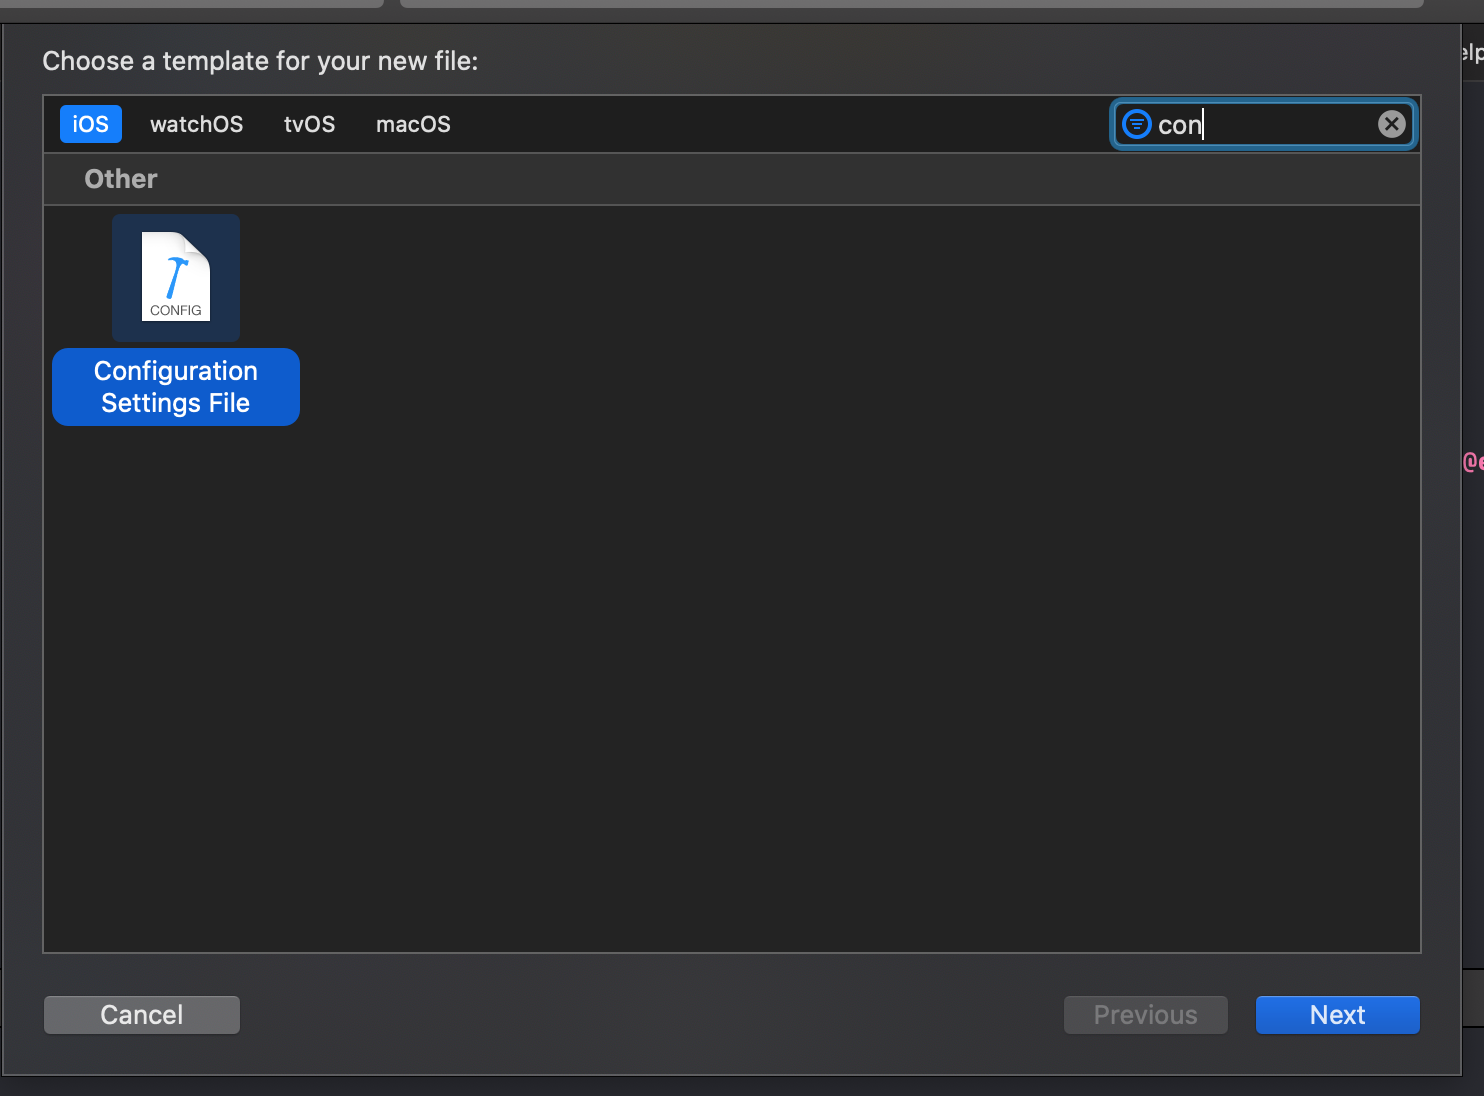 Choose a template for your new file:
iOS watchOS tvOS macOS con
Other
CONFIG
Configuration
Settings File
Cancel Previous Next